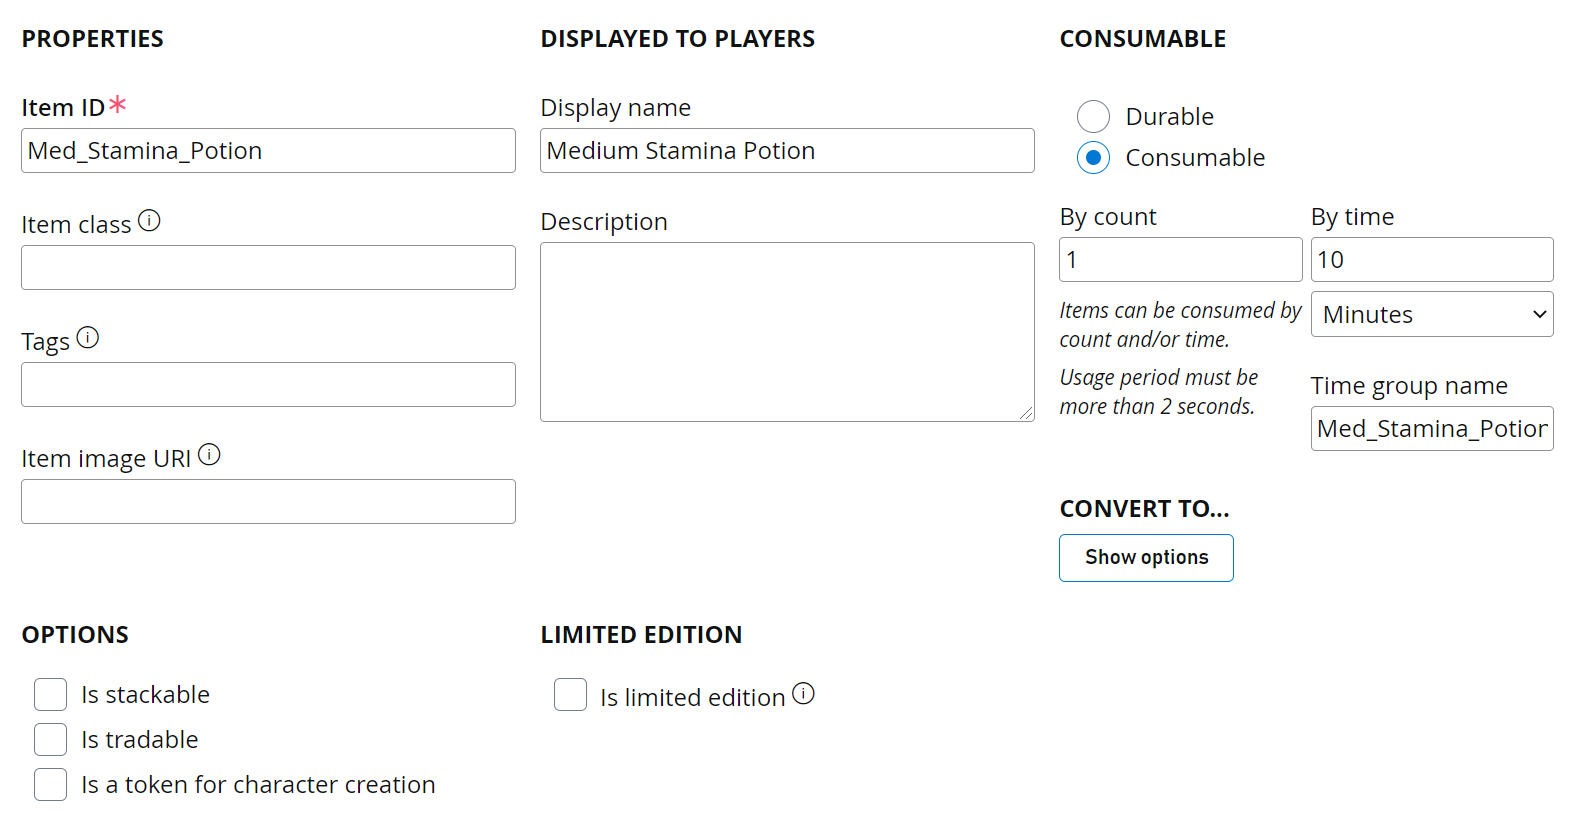 PROPERTIES
Item ID*
Med_Stamina_Potion
Item class
Tags
Item image URI
DISPLAYED TO PLAYERS
Display name
Medium Stamina Potion
Description
CONSUMABLE
Durable
Consumable
By count
1
Items can be consumed by
count and/or time.
Usage period must be
more than 2 seconds.
By time
10
Minutes
Time group name
Med_Stamina_Potion
CONVERT TO...
Show options
OPTIONS
Is stackable
Is tradable
Is a token for character creation
LIMITED EDITION
Is limited edition